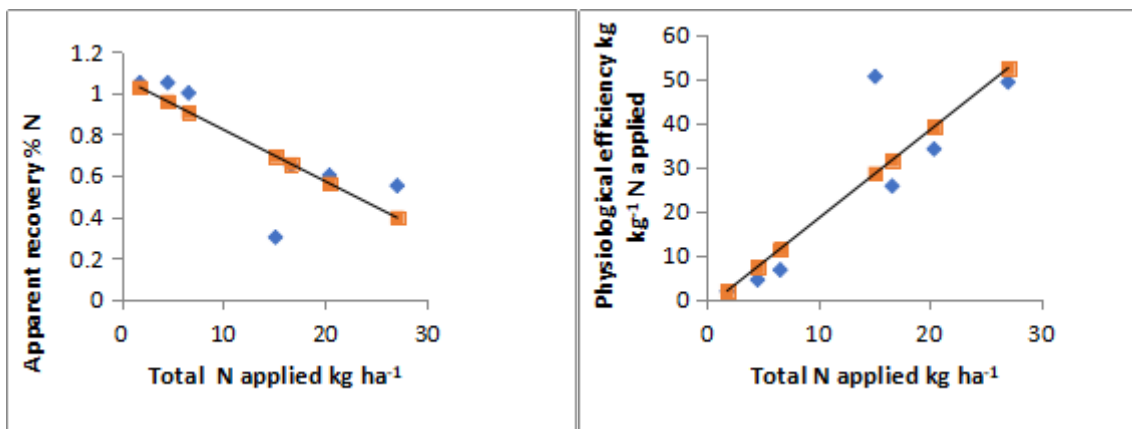 Apparent recovery % N
1.2
1
0.8
0.6
0.4
0.2
0
0 10 20 30
Total N applied kg ha⁻¹
Physiological efficiency kg
kg⁻¹ N applied
60
50
40
30
20
10
0
0 10 20 30
Total N applied kg ha⁻¹